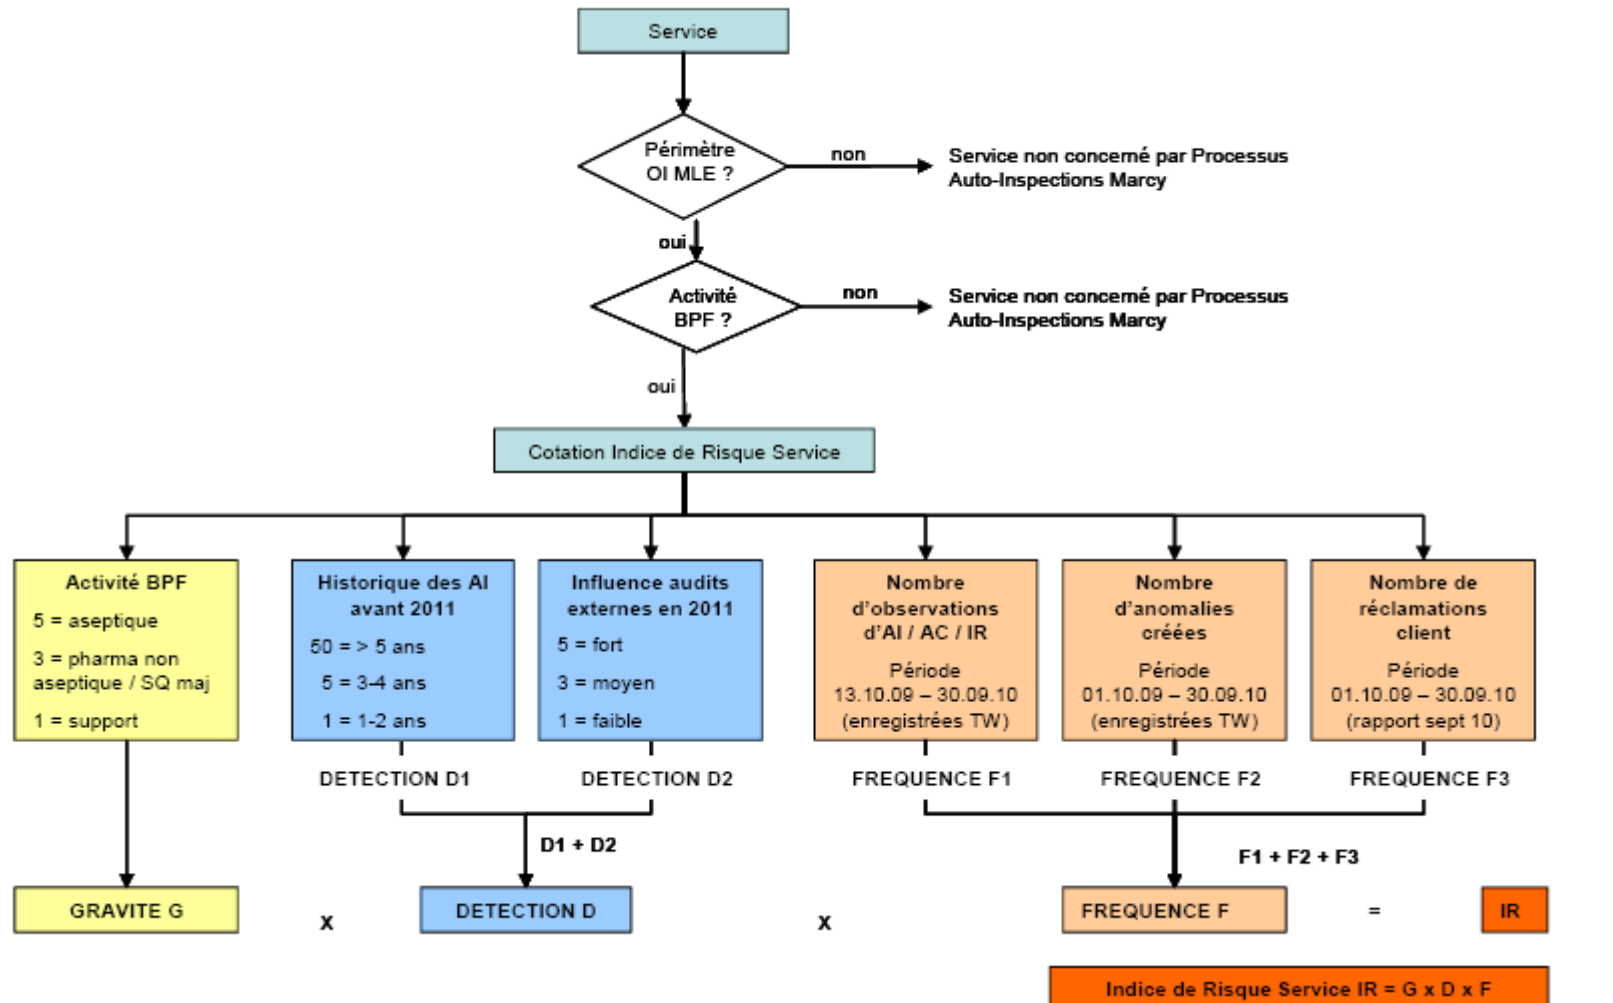 Service
Périmètre
OI MLE ?
non
Service non concerné par Processus
Auto-Inspections Marcy
oui
Activité
BPF ?
non
Service non concerné par Processus
Auto-Inspections Marcy
oui
Cotation Indice de Risque Service
Activité BPF
5 = aseptique
3 = pharma non
aseptique / SQ maj
1 = support
Historique des AI
avant 2011
50 = > 5 ans
5 = 3-4 ans
1 = 1-2 ans
Influence audits
externes en 2011
5 = fort
3 = moyen
1 = faible
Nombre
d'observations
d'AI / AC / IR
Période
13.10.09 – 30.09.10
(enregistrées TW)
Nombre
d'anomalies
créées
Période
01.10.09 – 30.09.10
(enregistrées TW)
Nombre de
réclamations
client
Période
01.10.09 – 30.09.10
(rapport sept 10)
DETECTION D1
DETECTION D2
FREQUENCE F1
FREQUENCE F2
FREQUENCE F3
D1 + D2
F1 + F2 + F3
GRAVITE G
x
DETECTION D
x
FREQUENCE F
=
IR
Indice de Risque Service IR = G x D x F